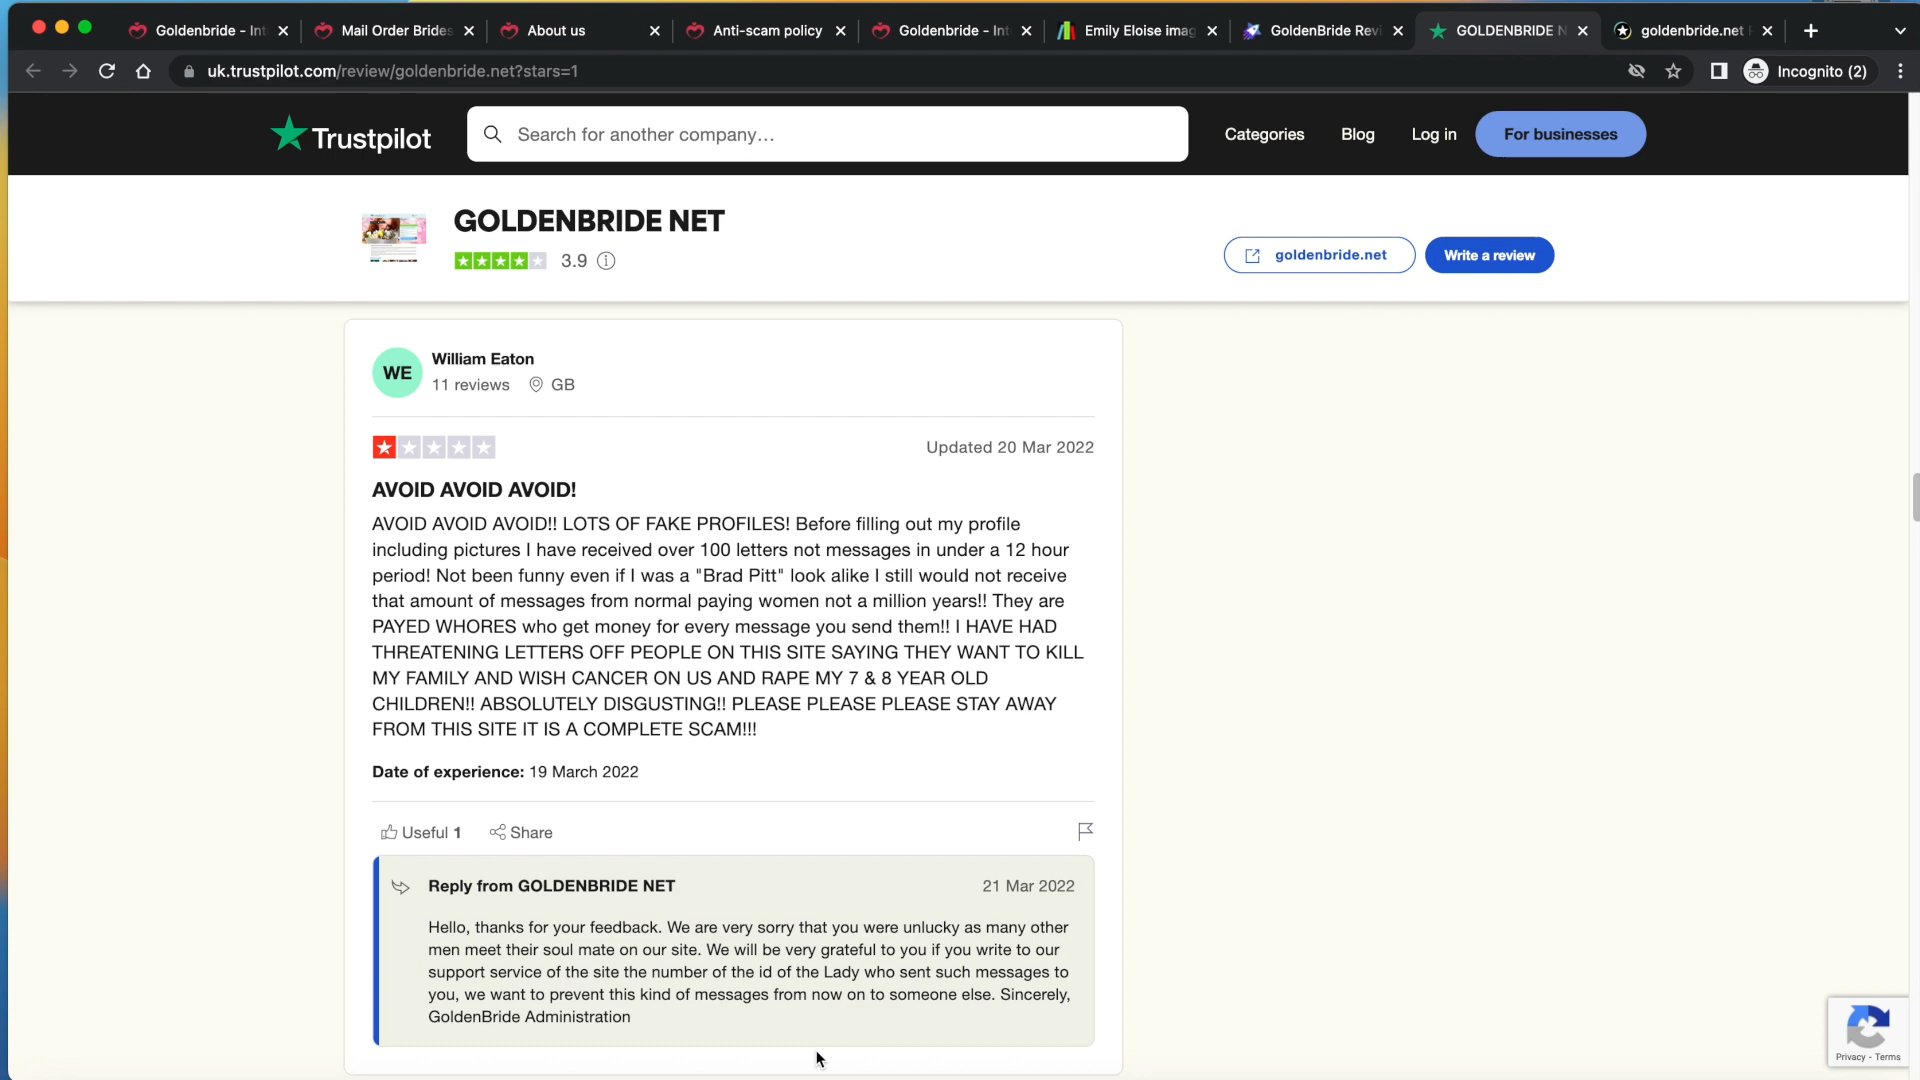 Goldenbride - Int
Mail Order Brides
About us
Anti-scam policy
Goldenbride - Int
Emily Eloise imag
GoldenBride Revi
GOLDENBRIDE N
goldenbride.net
uk.trustpilot.com/review/goldenbride.net?stars=1
Incognito (2)
Trustpilot
Search for another company...
Categories
Blog
Log in
For businesses
GOLDENBRIDE NET
3.9
goldenbride.net
Write a review
WE
William Eaton
11 reviews
GB
Updated 20 Mar 2022
AVOID AVOID AVOID!
AVOID AVOID AVOID!! LOTS OF FAKE PROFILES! Before filling out my profile
including pictures I have received over 100 letters not messages in under a 12 hour
period! Not been funny even if I was a "Brad Pitt" look alike I still would not receive
that amount of messages from normal paying women not a million years!! They are
PAYED WHORES who get money for every message you send them!! I HAVE HAD
THREATENING LETTERS OFF PEOPLE ON THIS SITE SAYING THEY WANT TO KILL
MY FAMILY AND WISH CANCER ON US AND RAPE MY 7 & 8 YEAR OLD
CHILDREN!! ABSOLUTELY DISGUSTING!! PLEASE PLEASE PLEASE STAY AWAY
FROM THIS SITE IT IS A COMPLETE SCAM!!!
Date of experience: 19 March 2022
Useful 1
Share
Reply from GOLDENBRIDE NET
21 Mar 2022
Hello, thanks for your feedback. We are very sorry that you were unlucky as many other
men meet their soul mate on our site. We will be very grateful to you if you write to our
support service of the site the number of the id of the Lady who sent such messages to
you, we want to prevent this kind of messages from now on to someone else. Sincerely,
GoldenBride Administration
Privacy - Terms